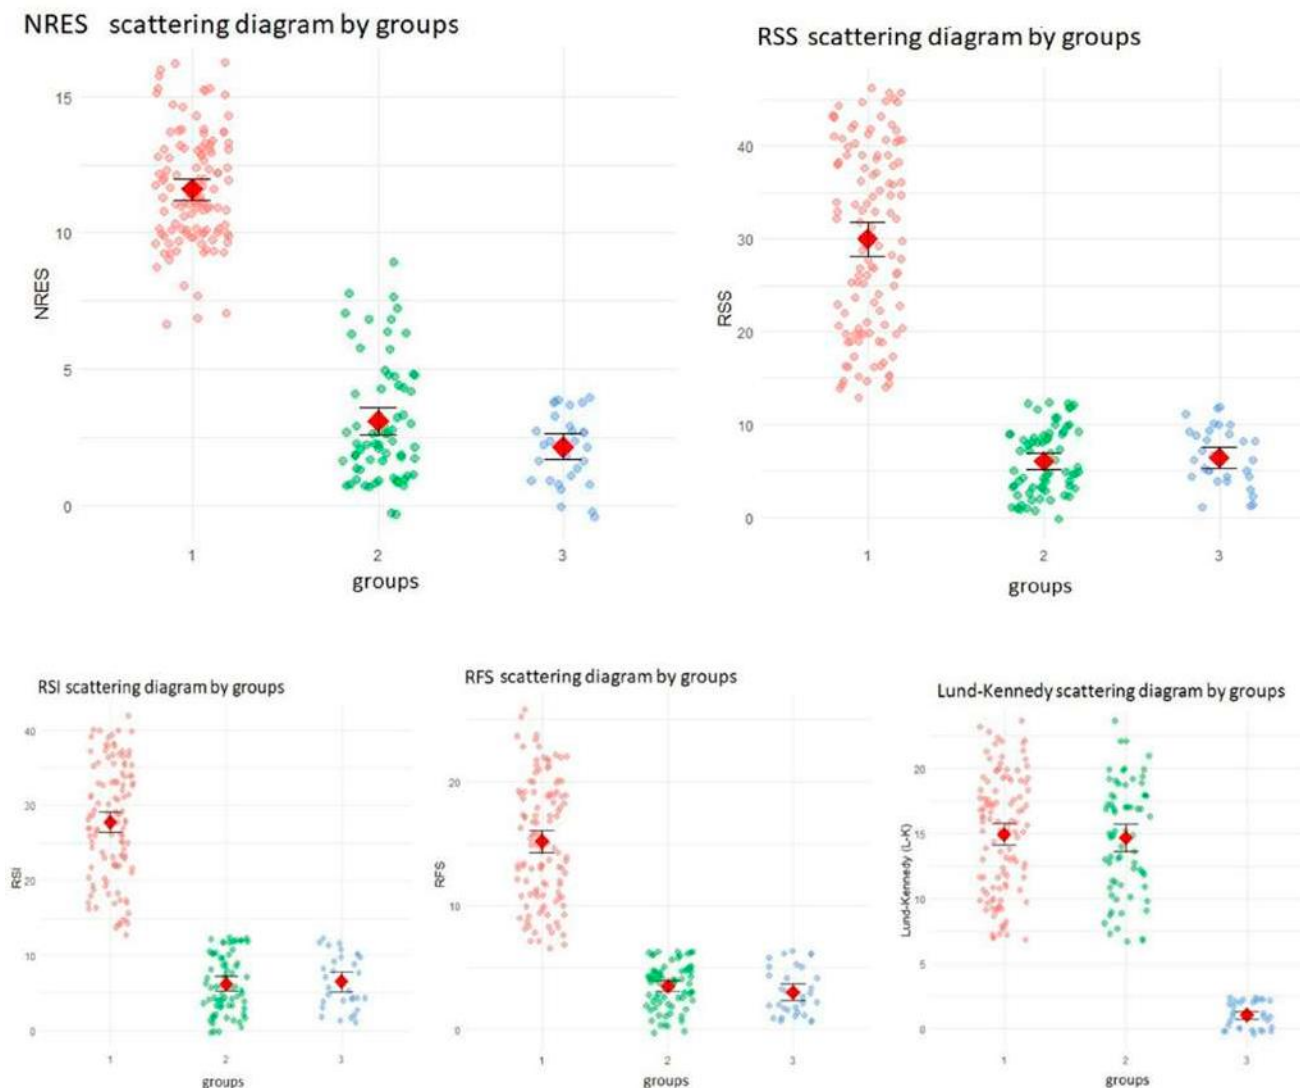 NRES scattering diagram by groups
15
10
5
0
NRES
1 2 3
groups
RSS scattering diagram by groups
40
30
20
10
0
RSS
1 2 3
groups
RSI scattering diagram by groups
40
30
20
10
0
RSI
1 2 3
groups
RFS scattering diagram by groups
20
10
0
RFS
1 2 3
groups
Lund-Kennedy scattering diagram by groups
20
15
10
5
0
Lund-Kennedy (L-K)
1 2 3
groups